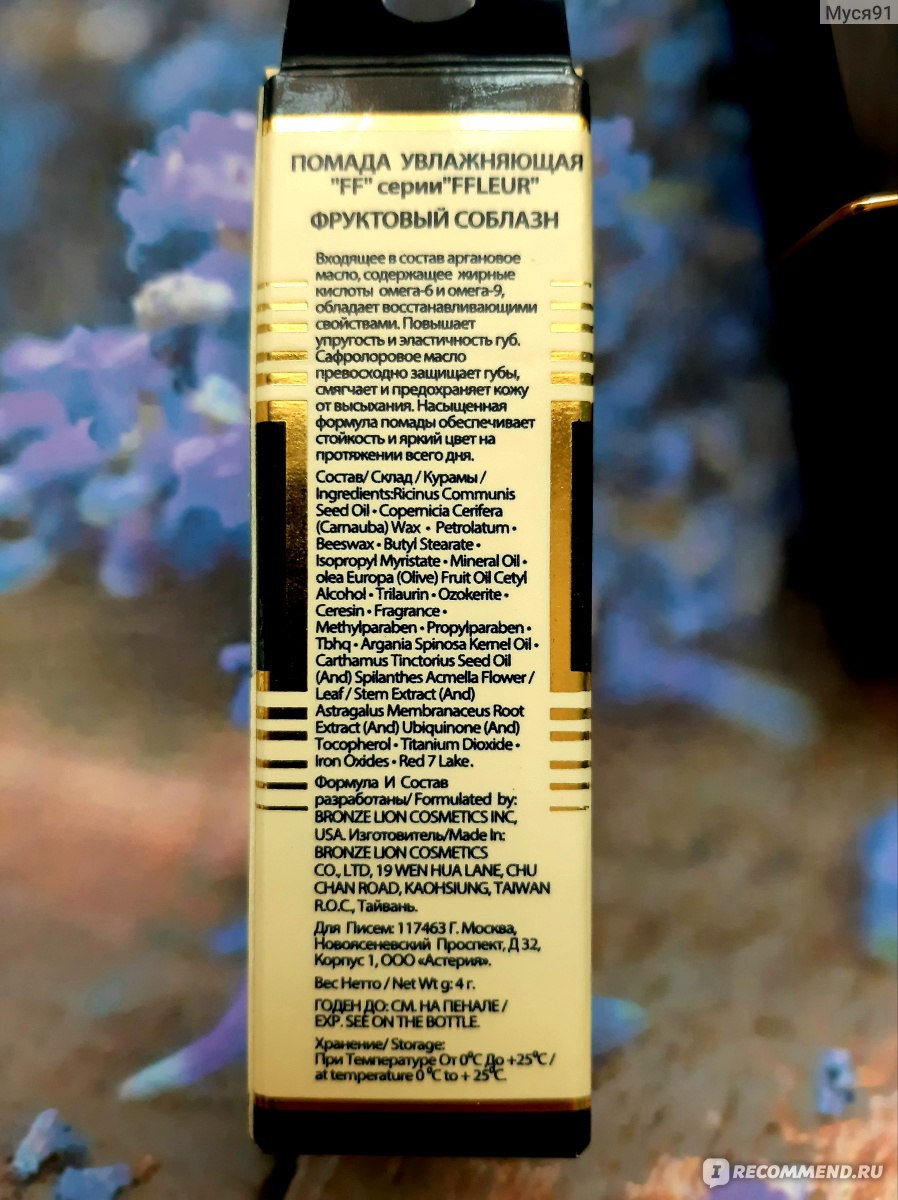 Муся91
ПОМАДА УВЛАЖНЯЮЩАЯ
"FF" серии"FFLEUR"
ФРУКТОВЫЙ СОБЛАЗН
Входящее в состав аргановое
масло, содержащее жирные
кислоты омега-6 и омега-9,
обладает восстанавливающими
свойствами. Повышает
упругость и эластичность губ.
Сафролоровое масло
превосходно защищает губы,
смягчает и предохраняет кожу
от высыхания. Насыщенная
формула помады обеспечивает
стойкость и яркий цвет на
протяжении всего дня.
Состав/ Склад / Курамы /
Ingredients:Ricinus Communis
Seed Oil • Copernicia Cerifera
(Carnauba) Wax • Petrolatum •
Beeswax • Butyl Stearate •
Isopropyl Myristate • Mineral Oil •
olea Europa (Olive) Fruit Oil Cetyl
Alcohol • Trilaurin • Ozokerite •
Ceresin • Fragrance •
Methylparaben • Propylparaben •
Tbhq • Argania Spinosa Kernel Oil •
Carthamus Tinctorius Seed Oil
(And) Spilanthes Acmella Flower /
Leaf / Stem Extract (And)
Astragalus Membranaceus Root
Extract (And) Ubiquinone (And)
Tocopherol • Titanium Dioxide •
Iron Oxides • Red 7 Lake.
Формула И Состав
разработаны/ Formulated by:
BRONZE LION COSMETICS INC,
USA. Изготовитель/Made In:
BRONZE LION COSMETICS
CO., LTD, 19 WEN HUA LANE, CHU
CHAN ROAD, KAOHSIUNG, TAIWAN
R.O.C., Тайвань.
Для Писем: 117463 Г. Москва,
Новоясеневский Проспект, Д 32,
Корпус 1, ООО «Астерия».
Вес Нетто / Net Wt g: 4 г.
ГОДЕН ДО: СМ. НА ПЕНАЛЕ /
EXP. SEE ON THE BOTTLE.
Хранение/ Storage:
При Температуре От 0°C До +25°C /
at temperature 0°C to + 25°C.
IRECOMMEND.RU